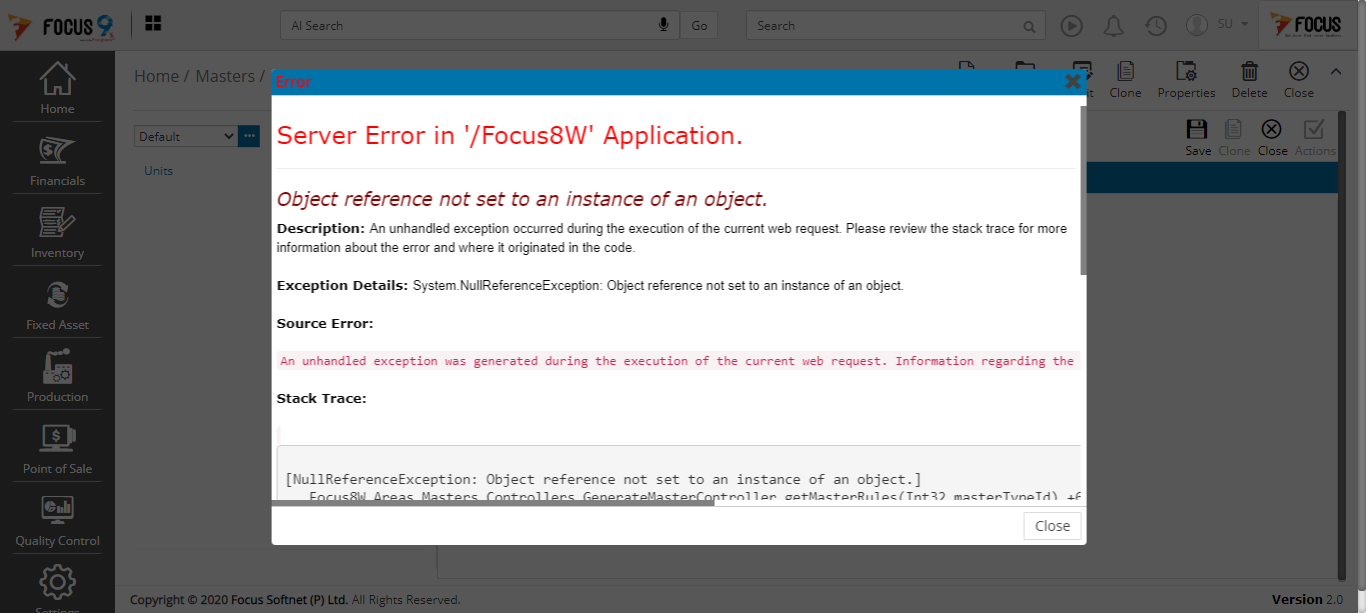 FOCUS 9
AI Search
Go
Search
SU
FOCUS
Home / Masters /
Clone
Properties
Delete
Close
Home
Financials
Inventory
Fixed Asset
Production
Point of Sale
Quality Control
Settings
Default
Units
Save
Clone
Close
Actions
Error
Server Error in '/Focus8W' Application.
Object reference not set to an instance of an object.
Description: An unhandled exception occurred during the execution of the current web request. Please review the stack trace for more
information about the error and where it originated in the code.
Exception Details: System.NullReferenceException: Object reference not set to an instance of an object.
Source Error:
An unhandled exception was generated during the execution of the current web request. Information regarding the
Stack Trace:
[NullReferenceException: Object reference not set to an instance of an object.]
Focus8W.Areas.Masters.Controllers.GenerateMasterController.getMasterRules(Int32 masterTypeId)
Close
Copyright © 2020 Focus Softnet (P) Ltd. All Rights Reserved.
Version 2.0